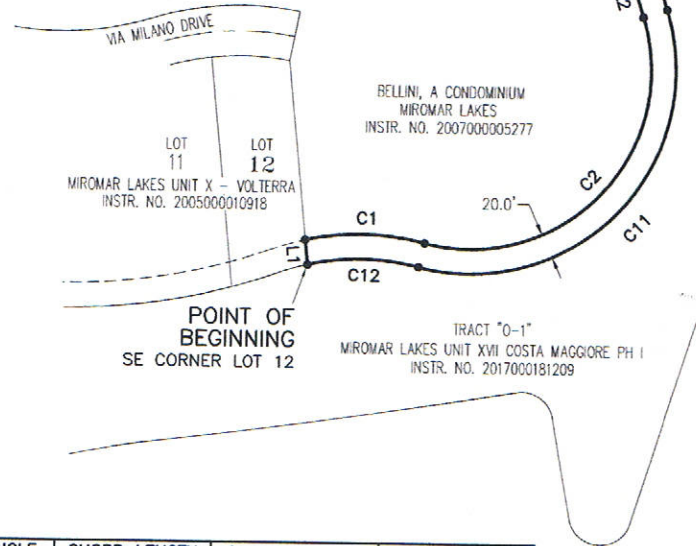 VIA MILANO DRIVE
BELLINI, A CONDOMINIUM
MIROMAR LAKES
INSTR. NO. 2007000005277
LOT
11
LOT
12
MIROMAR LAKES UNIT X - VOLTERRA
INSTR. NO. 2005000010918
C2
20.0'
C1
C11
L1
C12
POINT OF
BEGINNING
SE CORNER LOT 12
TRACT "O-1"
MIROMAR LAKES UNIT XVII COSTA MAGGIORE PH I
INSTR. NO. 2017000181209
CHORD LENGTH